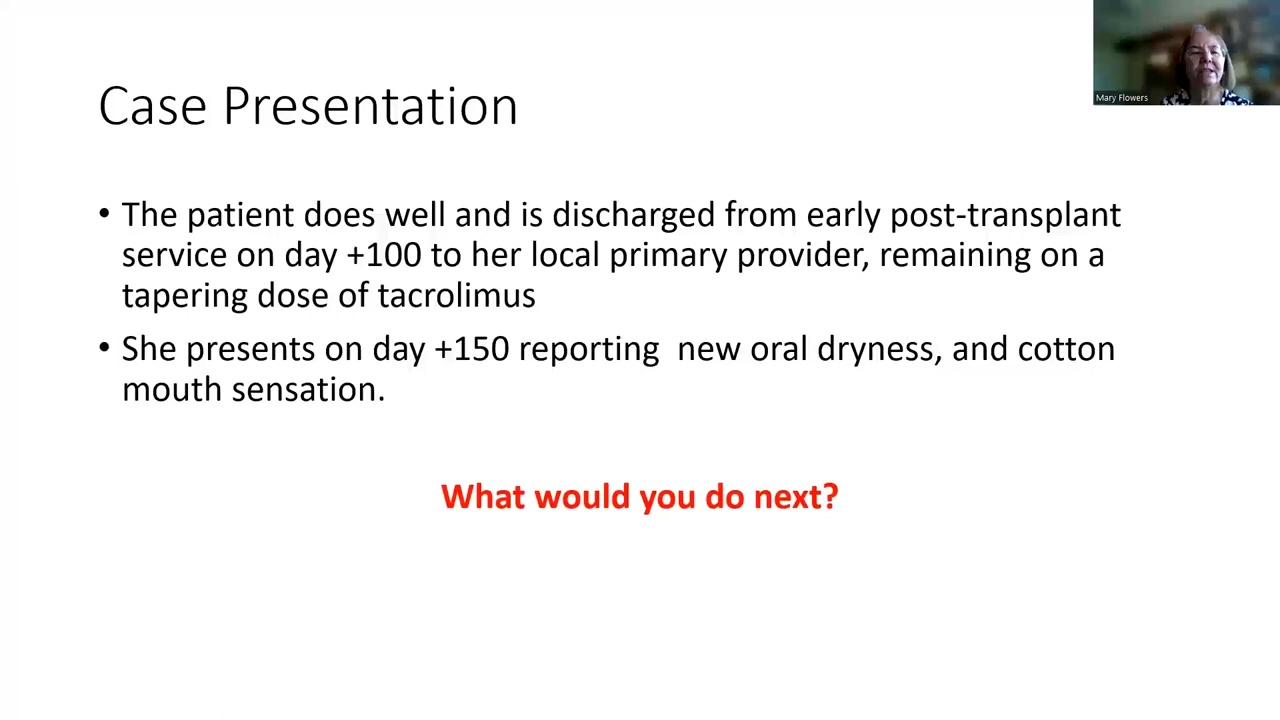 Mary Flowers
Case Presentation
• The patient does well and is discharged from early post-transplant
service on day +100 to her local primary provider, remaining on a
tapering dose of tacrolimus
• She presents on day +150 reporting  new oral dryness, and cotton
mouth sensation.
What would you do next?